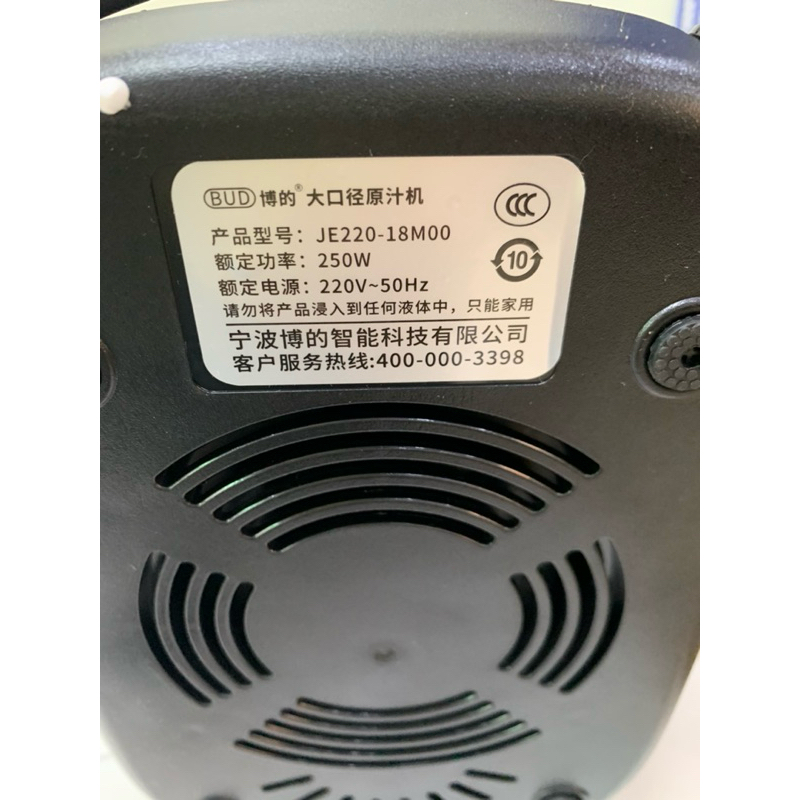 BUD 博的® 大口径原汁机
CCC
产品型号：JE220-18M00
额定功率：250W
10
额定电源：220V~50Hz
请勿将产品浸入到任何液体中，只能家用
宁波博的智能科技有限公司
客户服务热线:400-000-3398